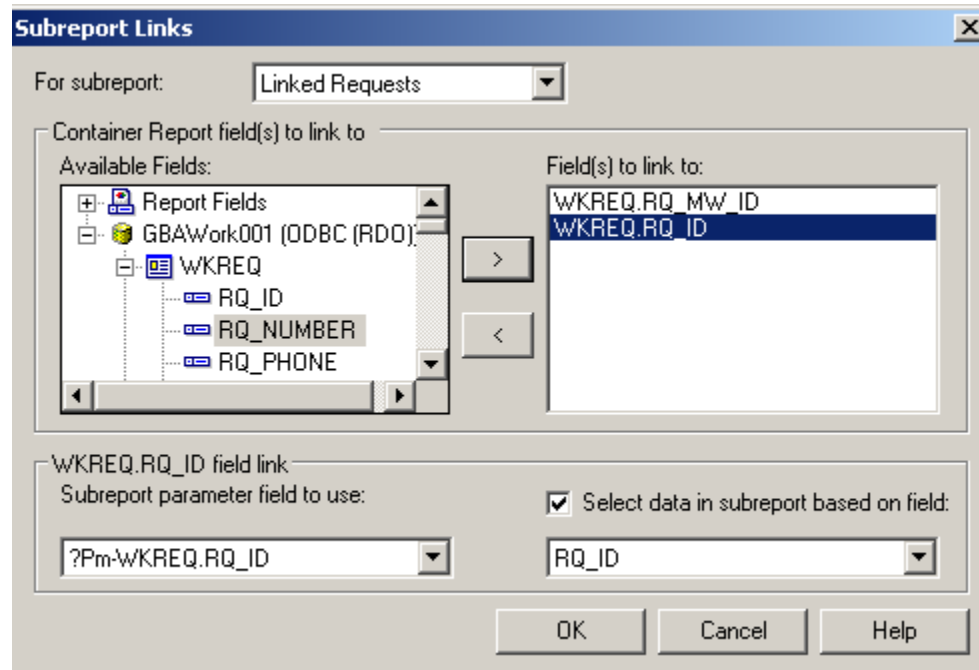 Subreport Links
For subreport:
Linked Requests
Container Report field(s) to link to
Available Fields:
Report Fields
GBAWork001 (ODBC (RDO)
WKREQ
RQ_ID
RQ_NUMBER
RQ_PHONE
>
<
Field(s) to link to:
WKREQ.RQ_MW_ID
WKREQ.RQ_ID
WKREQ.RQ_ID field link
Subreport parameter field to use:
?Pm-WKREQ.RQ_ID
Select data in subreport based on field:
RQ_ID
OK
Cancel
Help